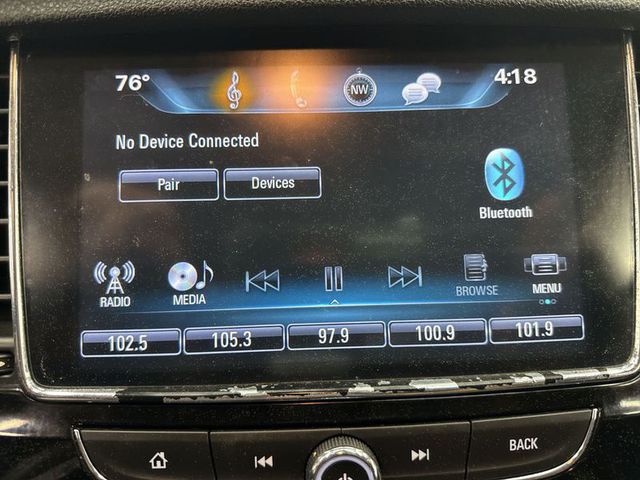 76° NW 4:18
No Device Connected
Pair Devices
Bluetooth
RADIO MEDIA BROWSE MENU
102.5 105.3 97.9 100.9 101.9
BACK